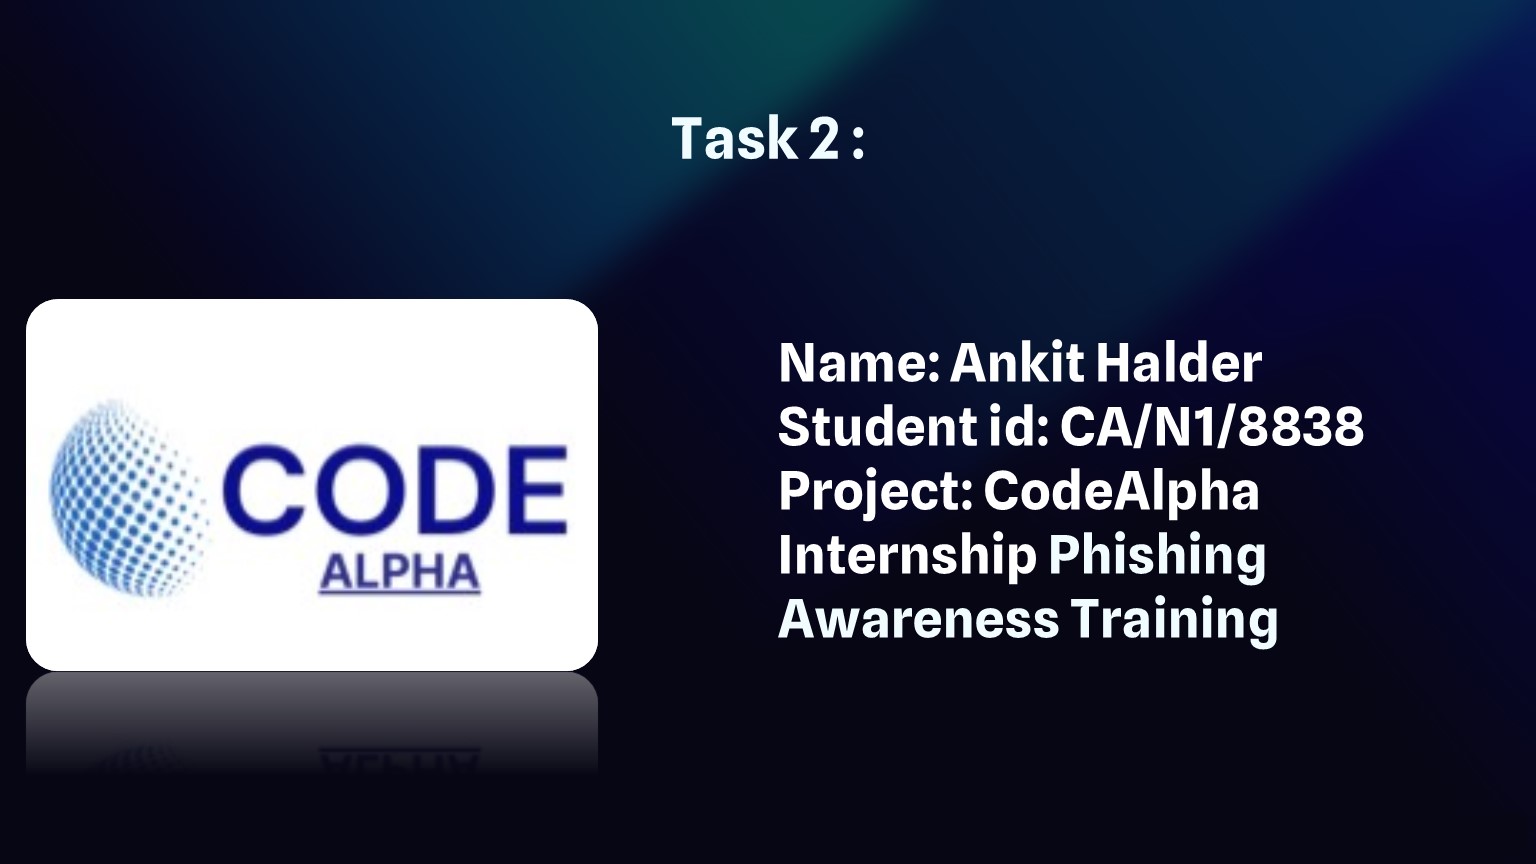 Task 2 :
CODE
ALPHA
Name: Ankit Halder
Student id: CA/N1/8838
Project: CodeAlpha
Internship Phishing
Awareness Training